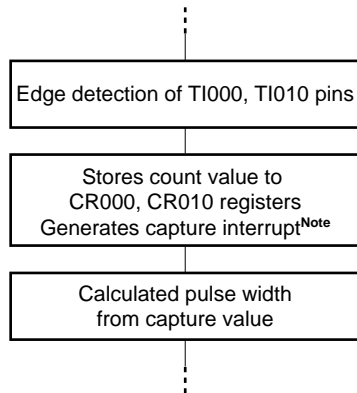 Edge detection of TI000, TI010 pins
Stores count value to
CR000, CR010 registers
Generates capture interruptNote
Calculated pulse width
from capture value